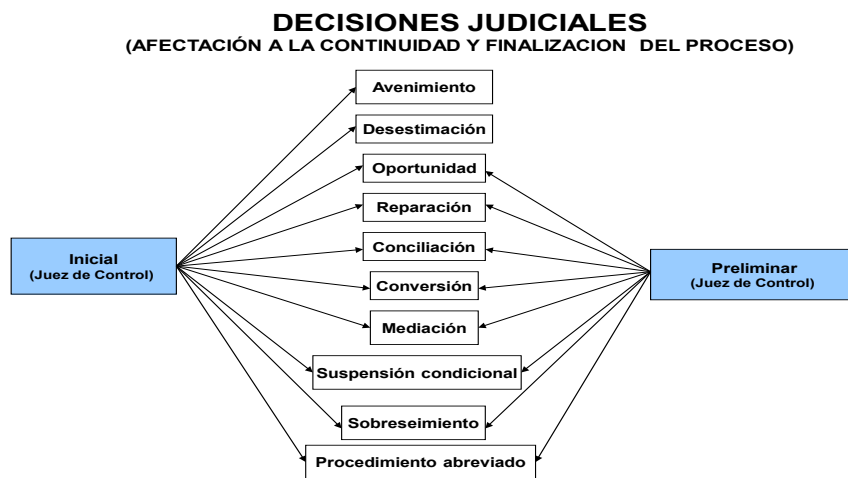 DECISIONES JUDICIALES
(AFECTACIÓN A LA CONTINUIDAD Y FINALIZACION DEL PROCESO)
Avenimiento
Desestimación
Oportunidad
Reparación
Conciliación
Inicial
(Juez de Control)
Preliminar
(Juez de Control)
Conversión
Mediación
Suspensión condicional
Sobreseimiento
Procedimiento abreviado